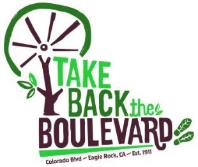 TAKE
BACK the
BOULEVARD
Colorado Blvd – Eagle Rock, CA – Est. 1911